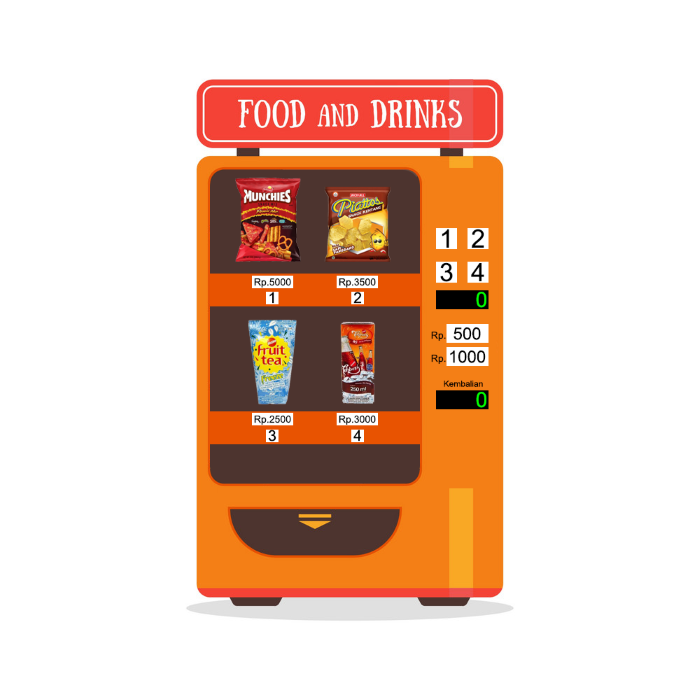 FOOD AND DRINKS
MUNCHIES
Piattos
Rp.5000
Rp.3500
1
2
fruit
tea
250 ml
Rp.2500
Rp.3000
3
4
1 2
3 4
0
Rp. 500
Rp. 1000
Kembalian
0